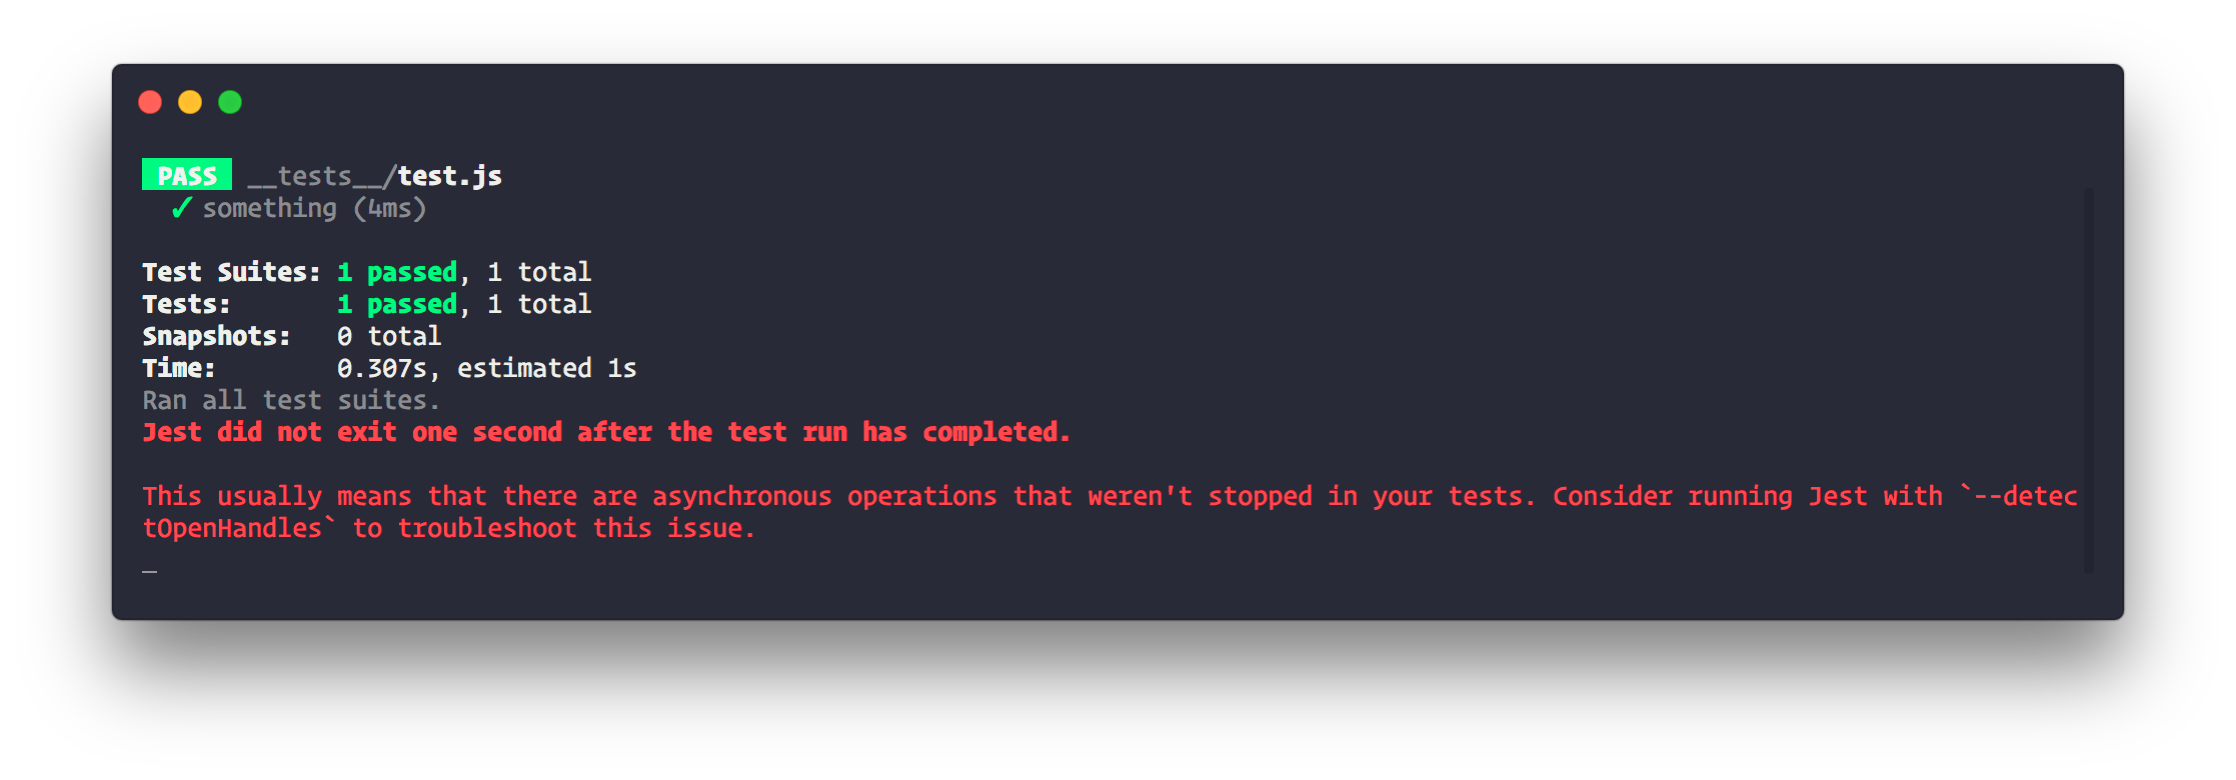 PASS __tests__/test.js
✓ something (4ms)
Test Suites: 1 passed, 1 total
Tests: 1 passed, 1 total
Snapshots: 0 total
Time: 0.307s, estimated 1s
Ran all test suites.
Jest did not exit one second after the test run has completed.
This usually means that there are asynchronous operations that weren't stopped in your tests. Consider running Jest with `--detec
tOpenHandles` to troubleshoot this issue.